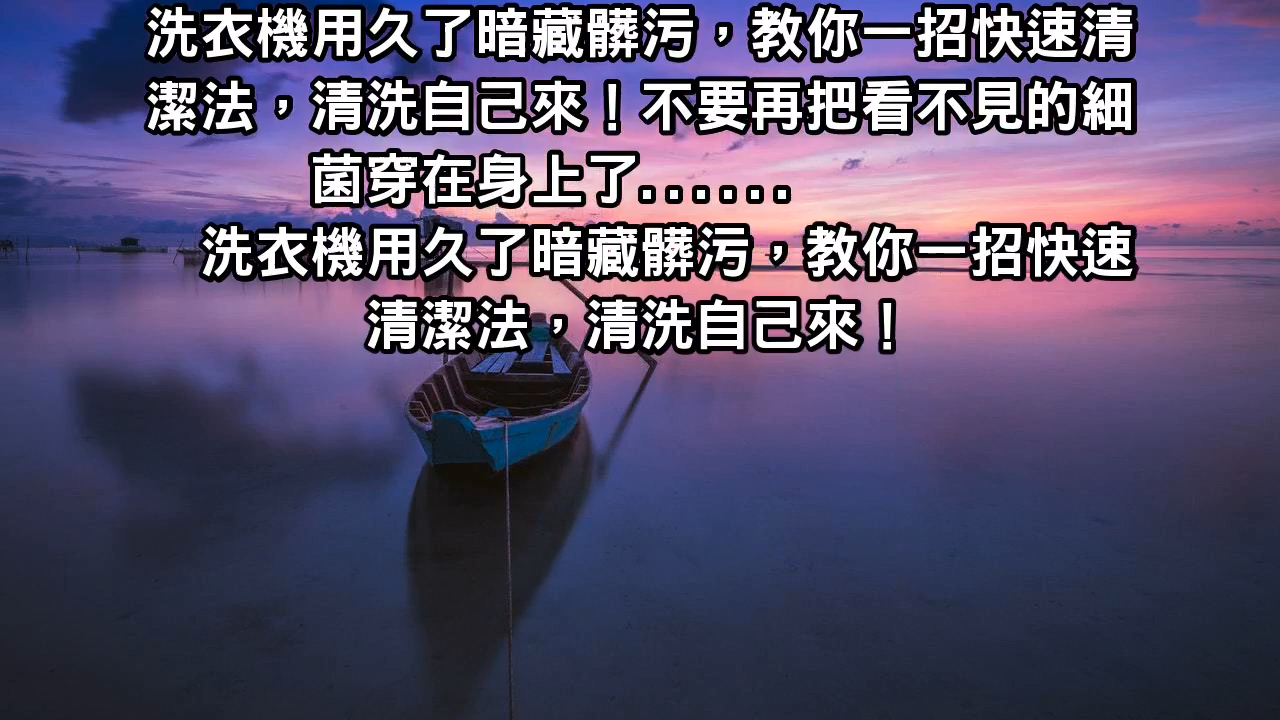 洗衣機用久了暗藏髒污，教你一招快速清
潔法，清洗自己來！不要再把看不見的細
菌穿在身上了......
洗衣機用久了暗藏髒污，教你一招快速
清潔法，清洗自己來！